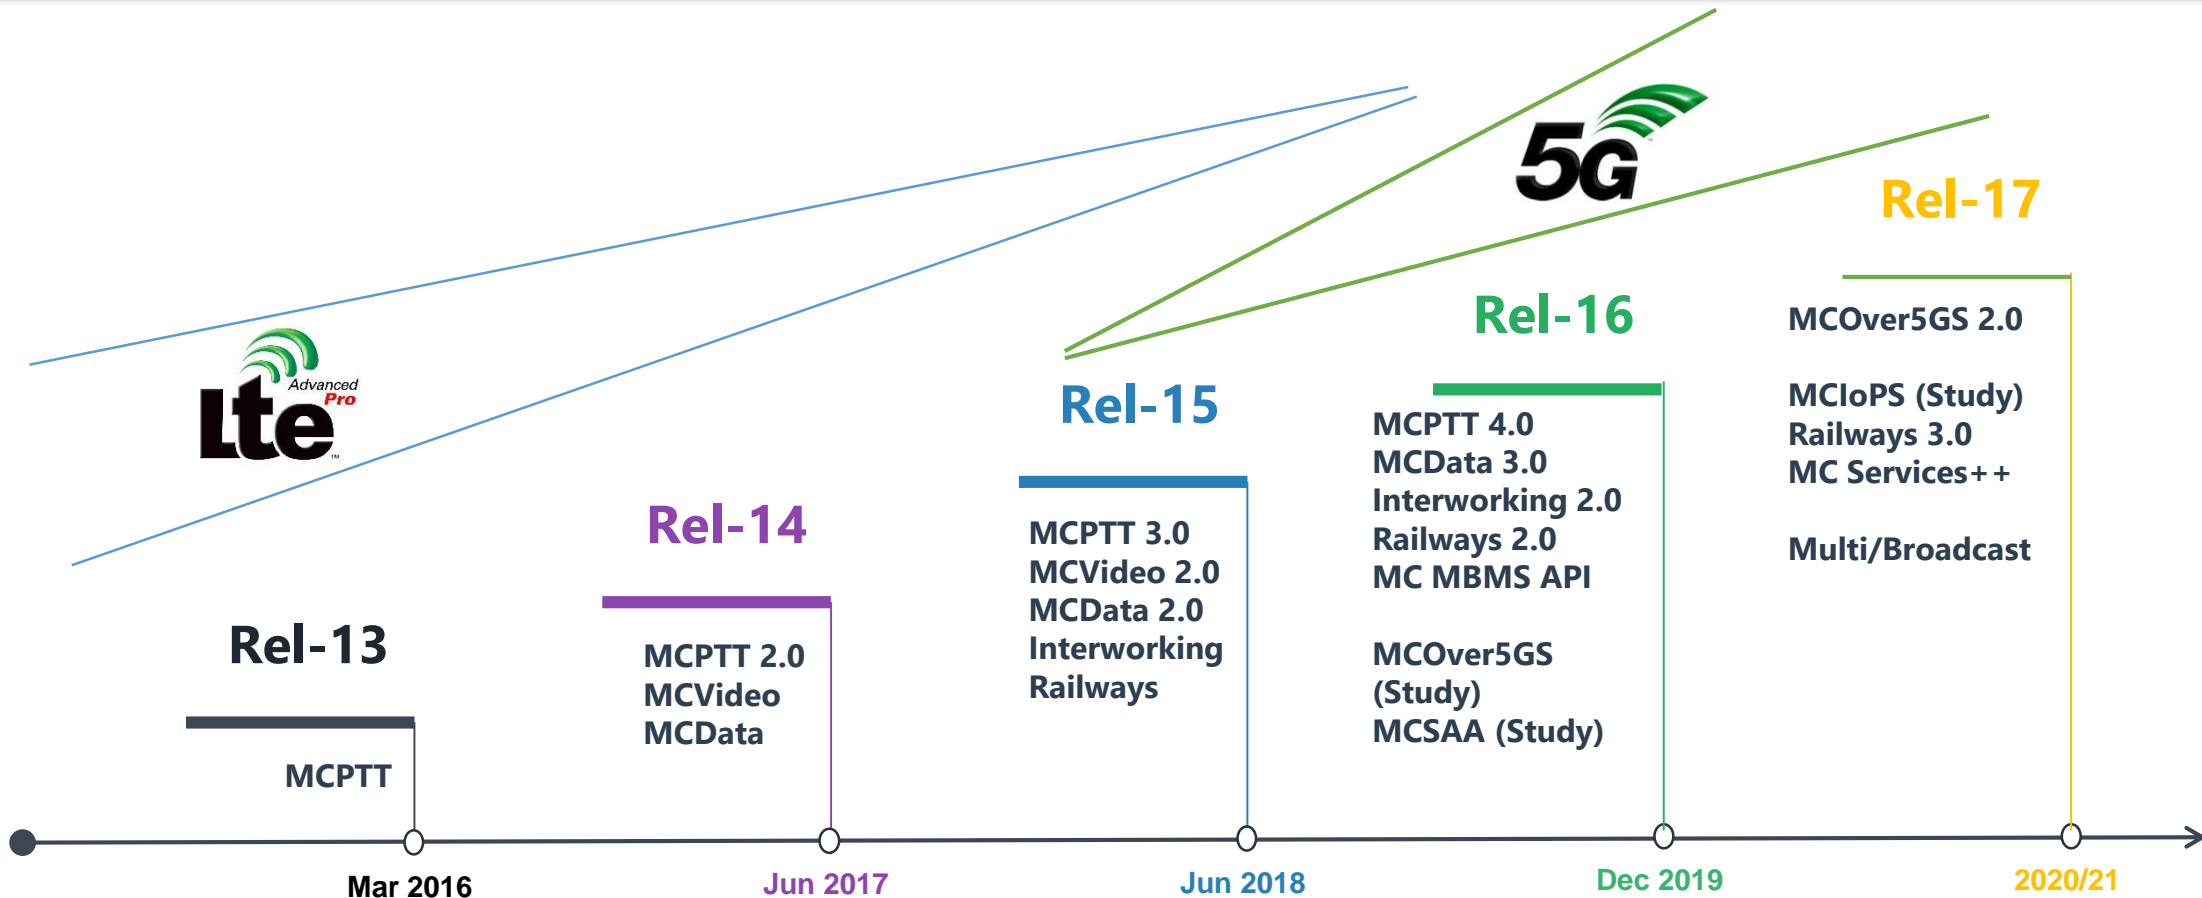 5G
Lte
Advanced
Pro
TM
Rel-13
MCPTT
Mar 2016
Rel-14
MCPTT 2.0
MCVideo
MCData
Jun 2017
Rel-15
MCPTT 3.0
MCVideo 2.0
MCData 2.0
Interworking
Railways
Jun 2018
Rel-16
MCPTT 4.0
MCData 3.0
Interworking 2.0
Railways 2.0
MC MBMS API
MCOver5GS
(Study)
MCSAA (Study)
Dec 2019
Rel-17
MCOver5GS 2.0
MCIoPS (Study)
Railways 3.0
MC Services++
Multi/Broadcast
2020/21